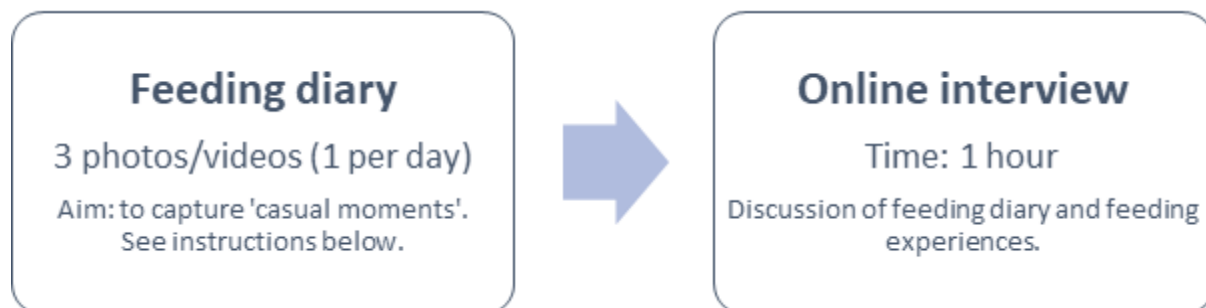 Feeding diary
3 photos/videos (1 per day)
Aim: to capture 'casual moments'.
See instructions below.
Online interview
Time: 1 hour
Discussion of feeding diary and feeding
experiences.